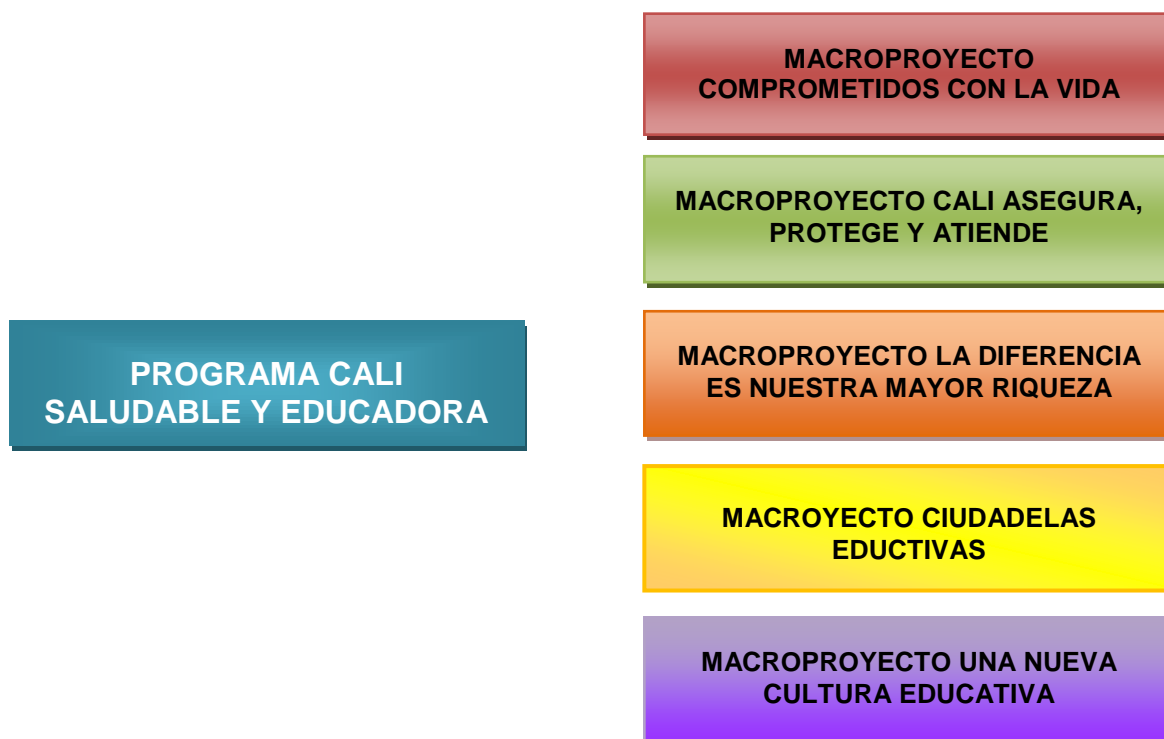 PROGRAMA CALI
SALUDABLE Y EDUCADORA
MACROPROYECTO
COMPROMETIDOS CON LA VIDA
MACROPROYECTO CALI ASEGURA,
PROTEGE Y ATIENDE
MACROPROYECTO LA DIFERENCIA
ES NUESTRA MAYOR RIQUEZA
MACROYECTO CIUDADELAS
EDUCTIVAS
MACROPROYECTO UNA NUEVA
CULTURA EDUCATIVA